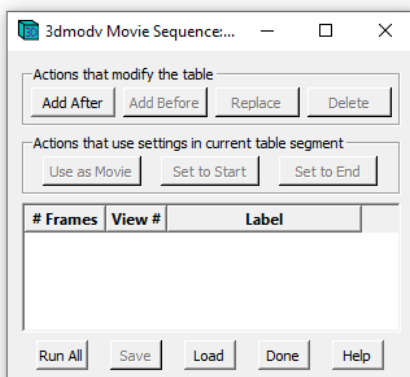 3dmodv Movie Sequence:...
Actions that modify the table
Add After Add Before Replace Delete
Actions that use settings in current table segment
Use as Movie Set to Start Set to End
# Frames View # Label
Run All Save Load Done Help